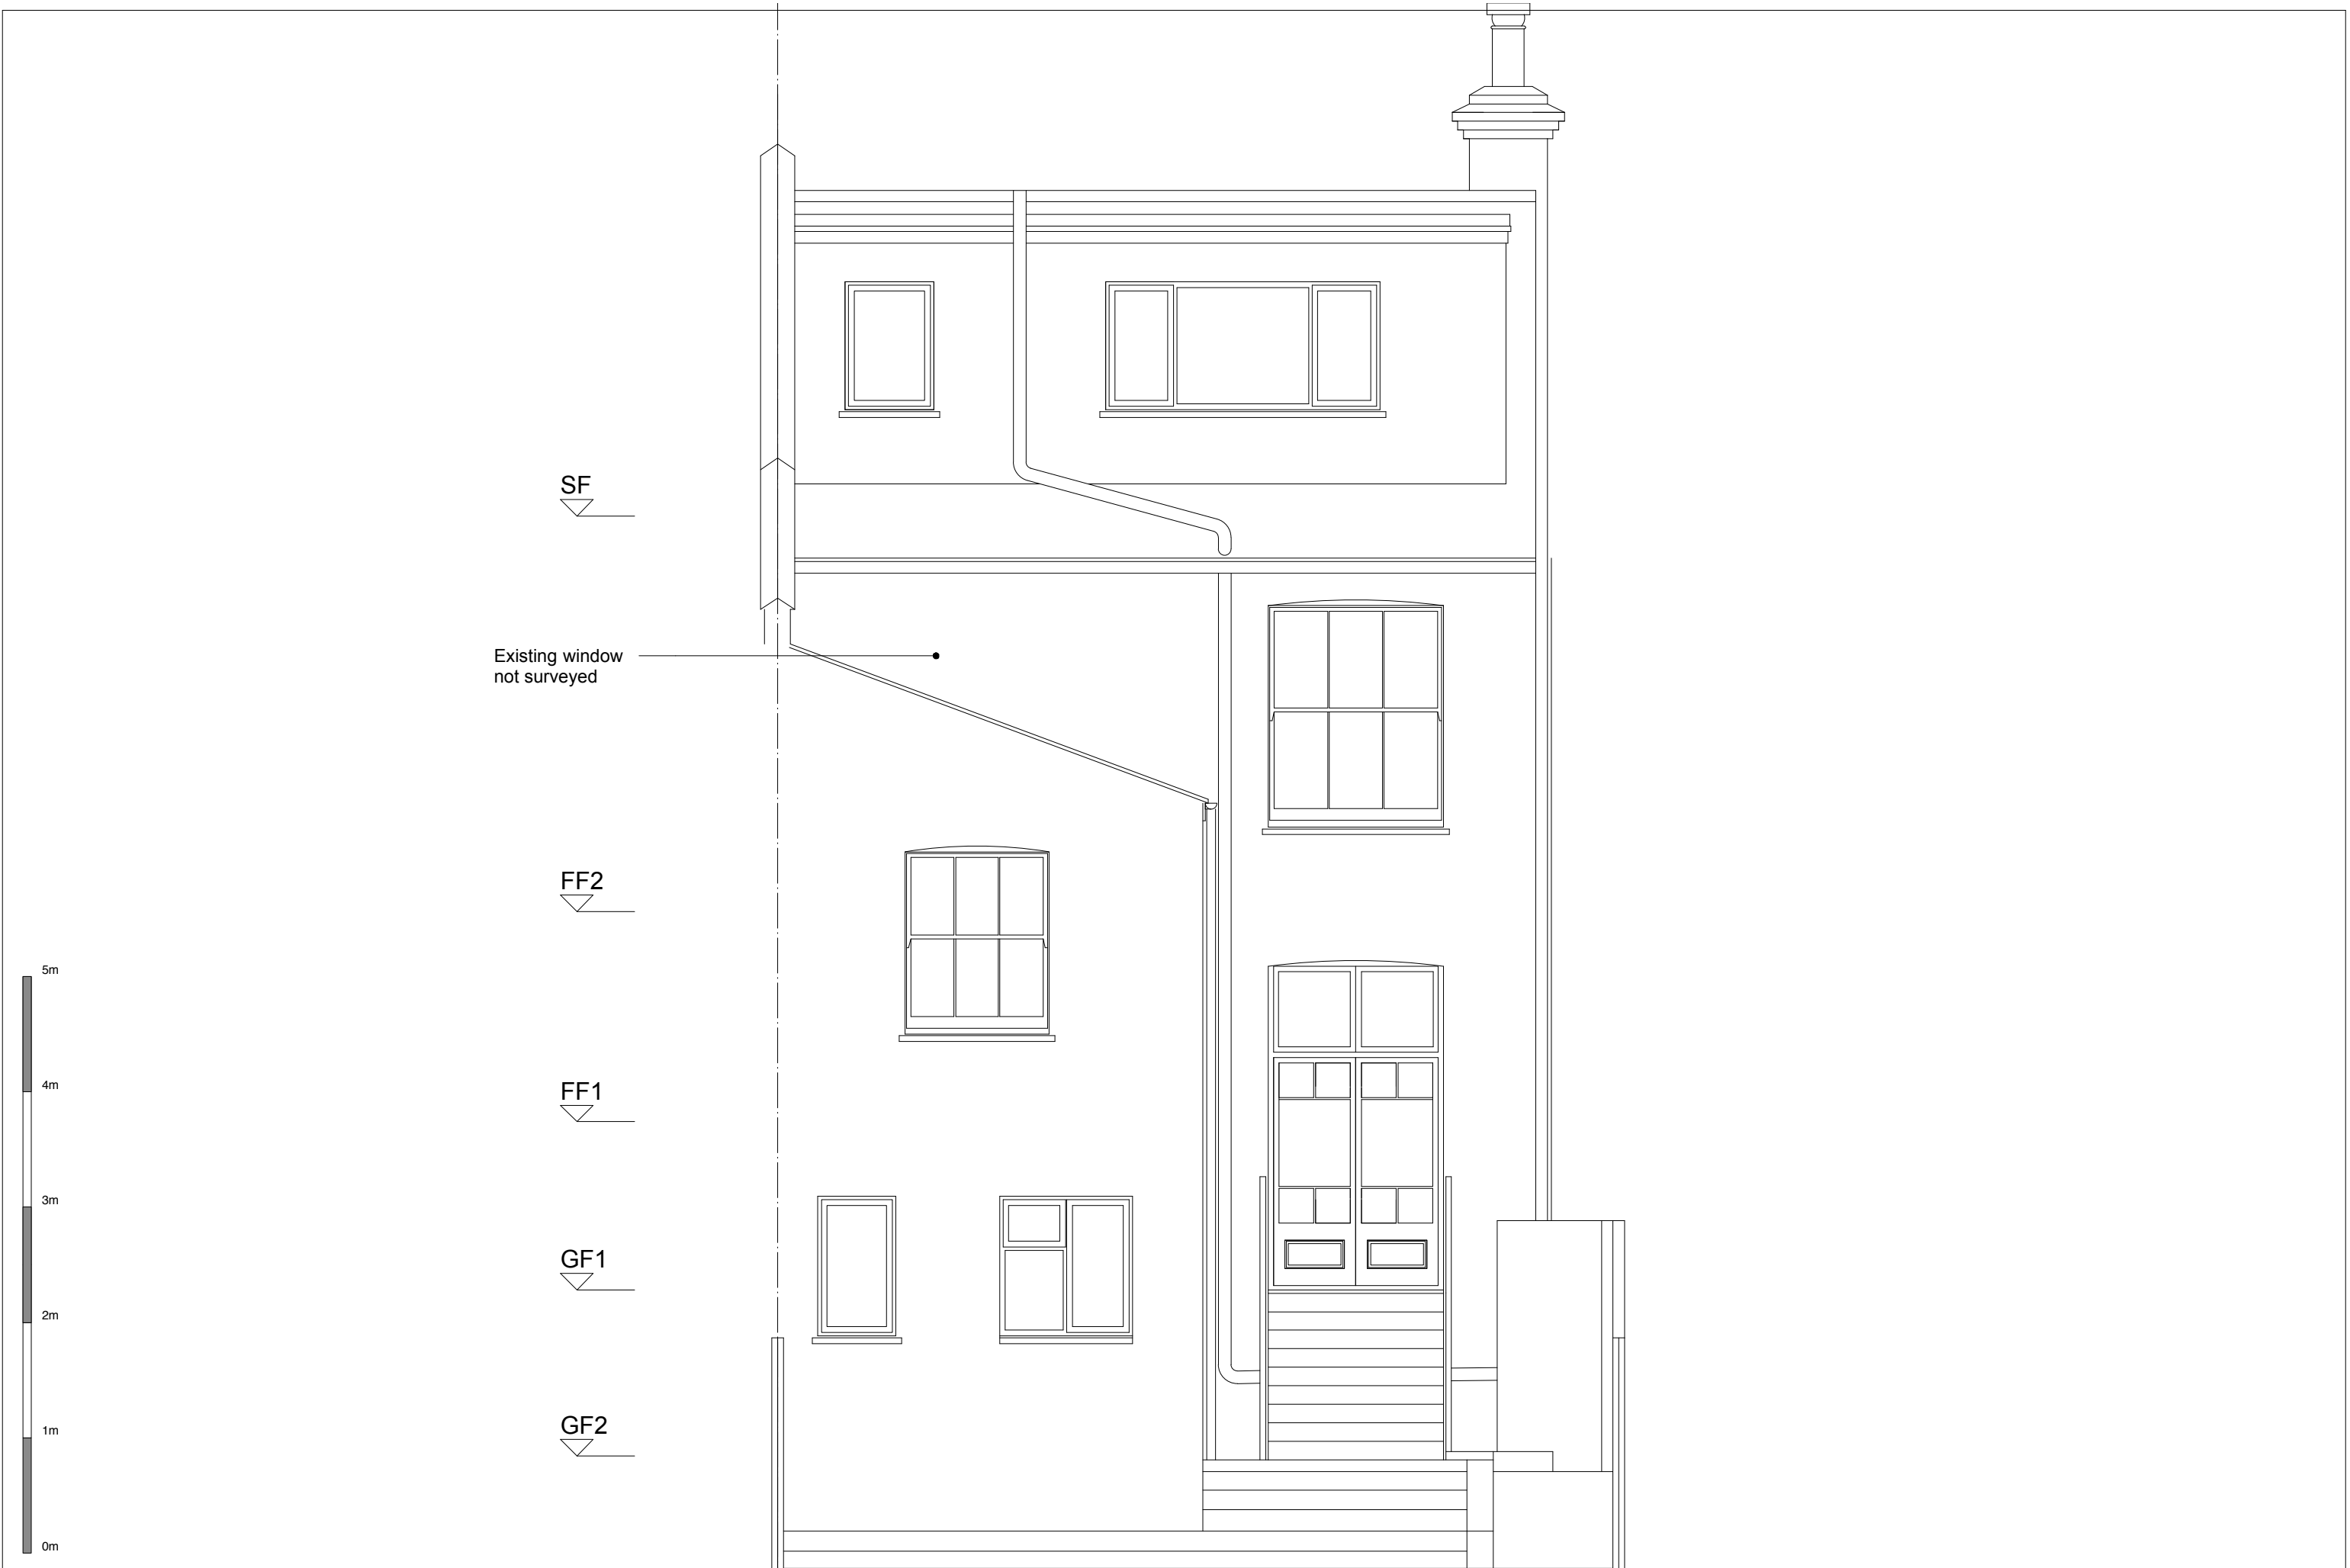 SF
Existing window
not surveyed
FF2
5m
4m
FF1
3m
GF1
2m
GF2
1m
0m